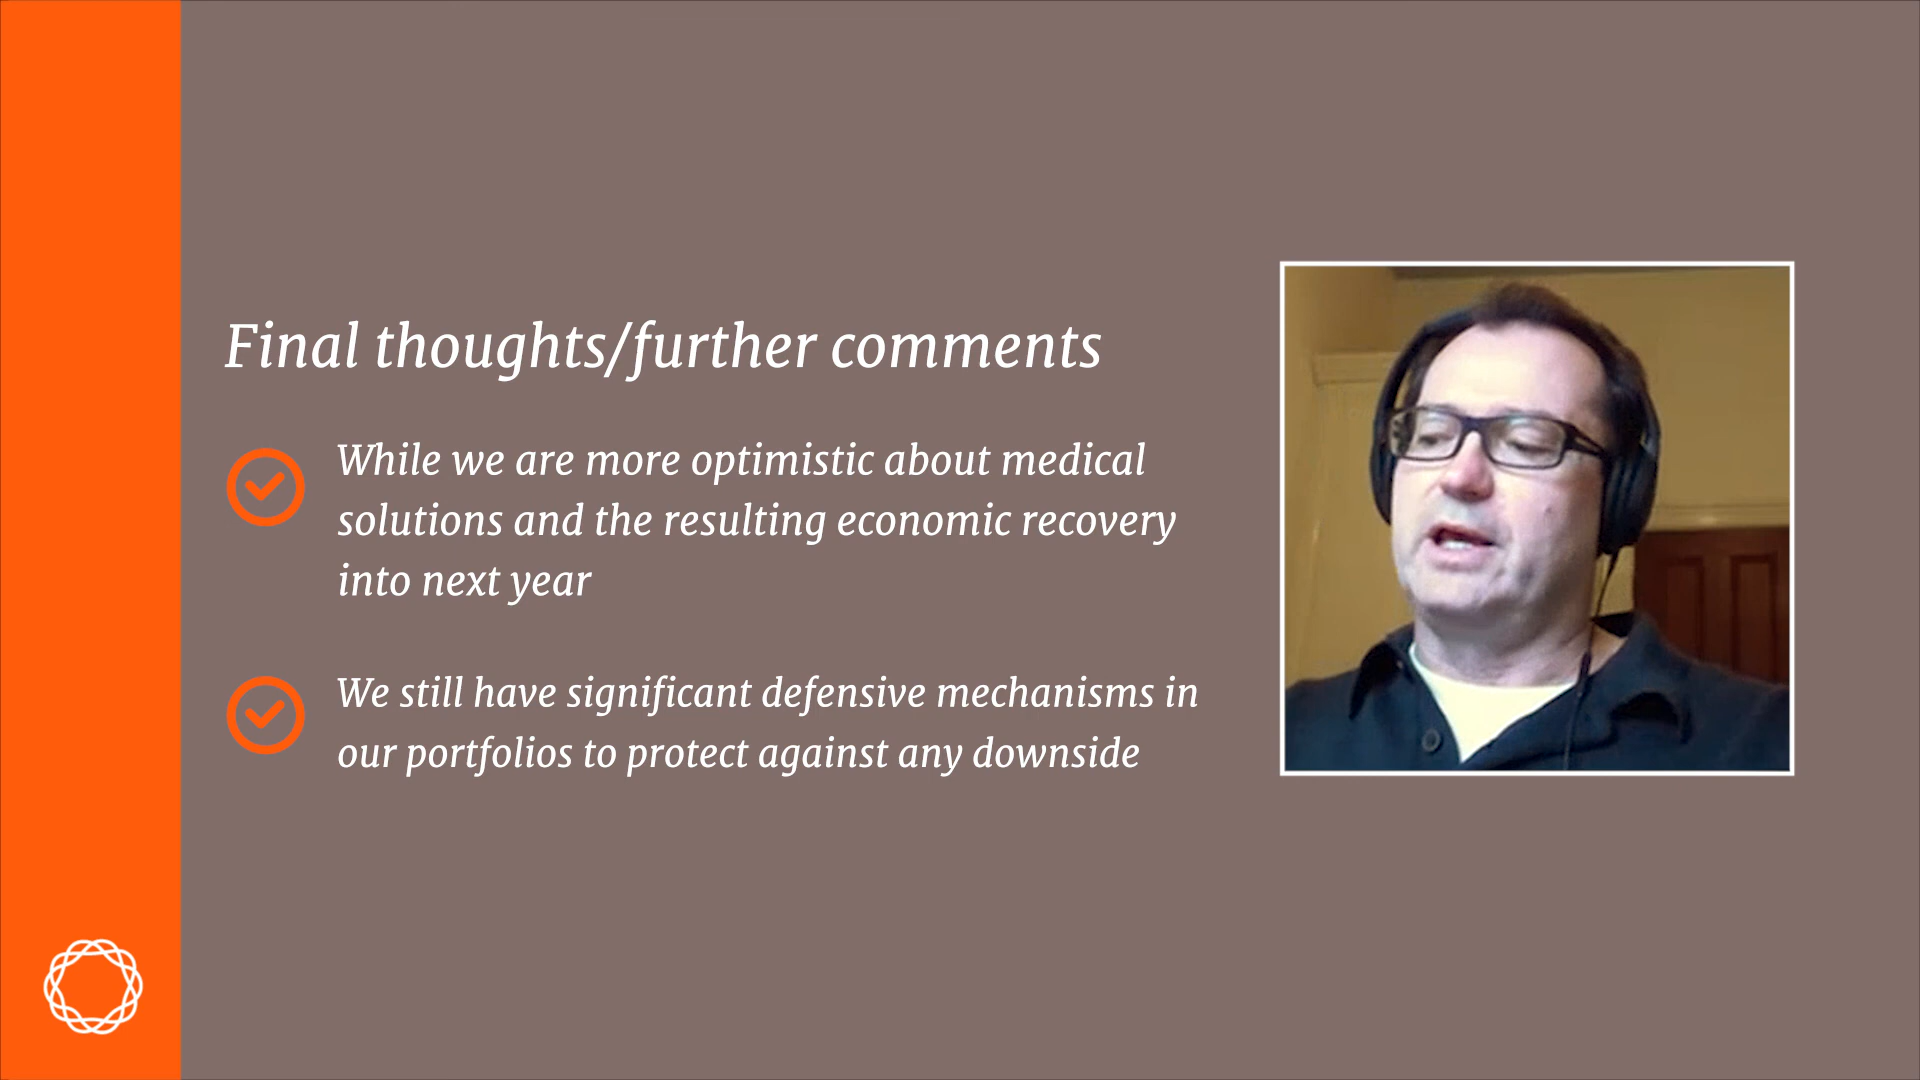 Final thoughts/further comments
While we are more optimistic about medical
solutions and the resulting economic recovery
into next year
We still have significant defensive mechanisms in
our portfolios to protect against any downside